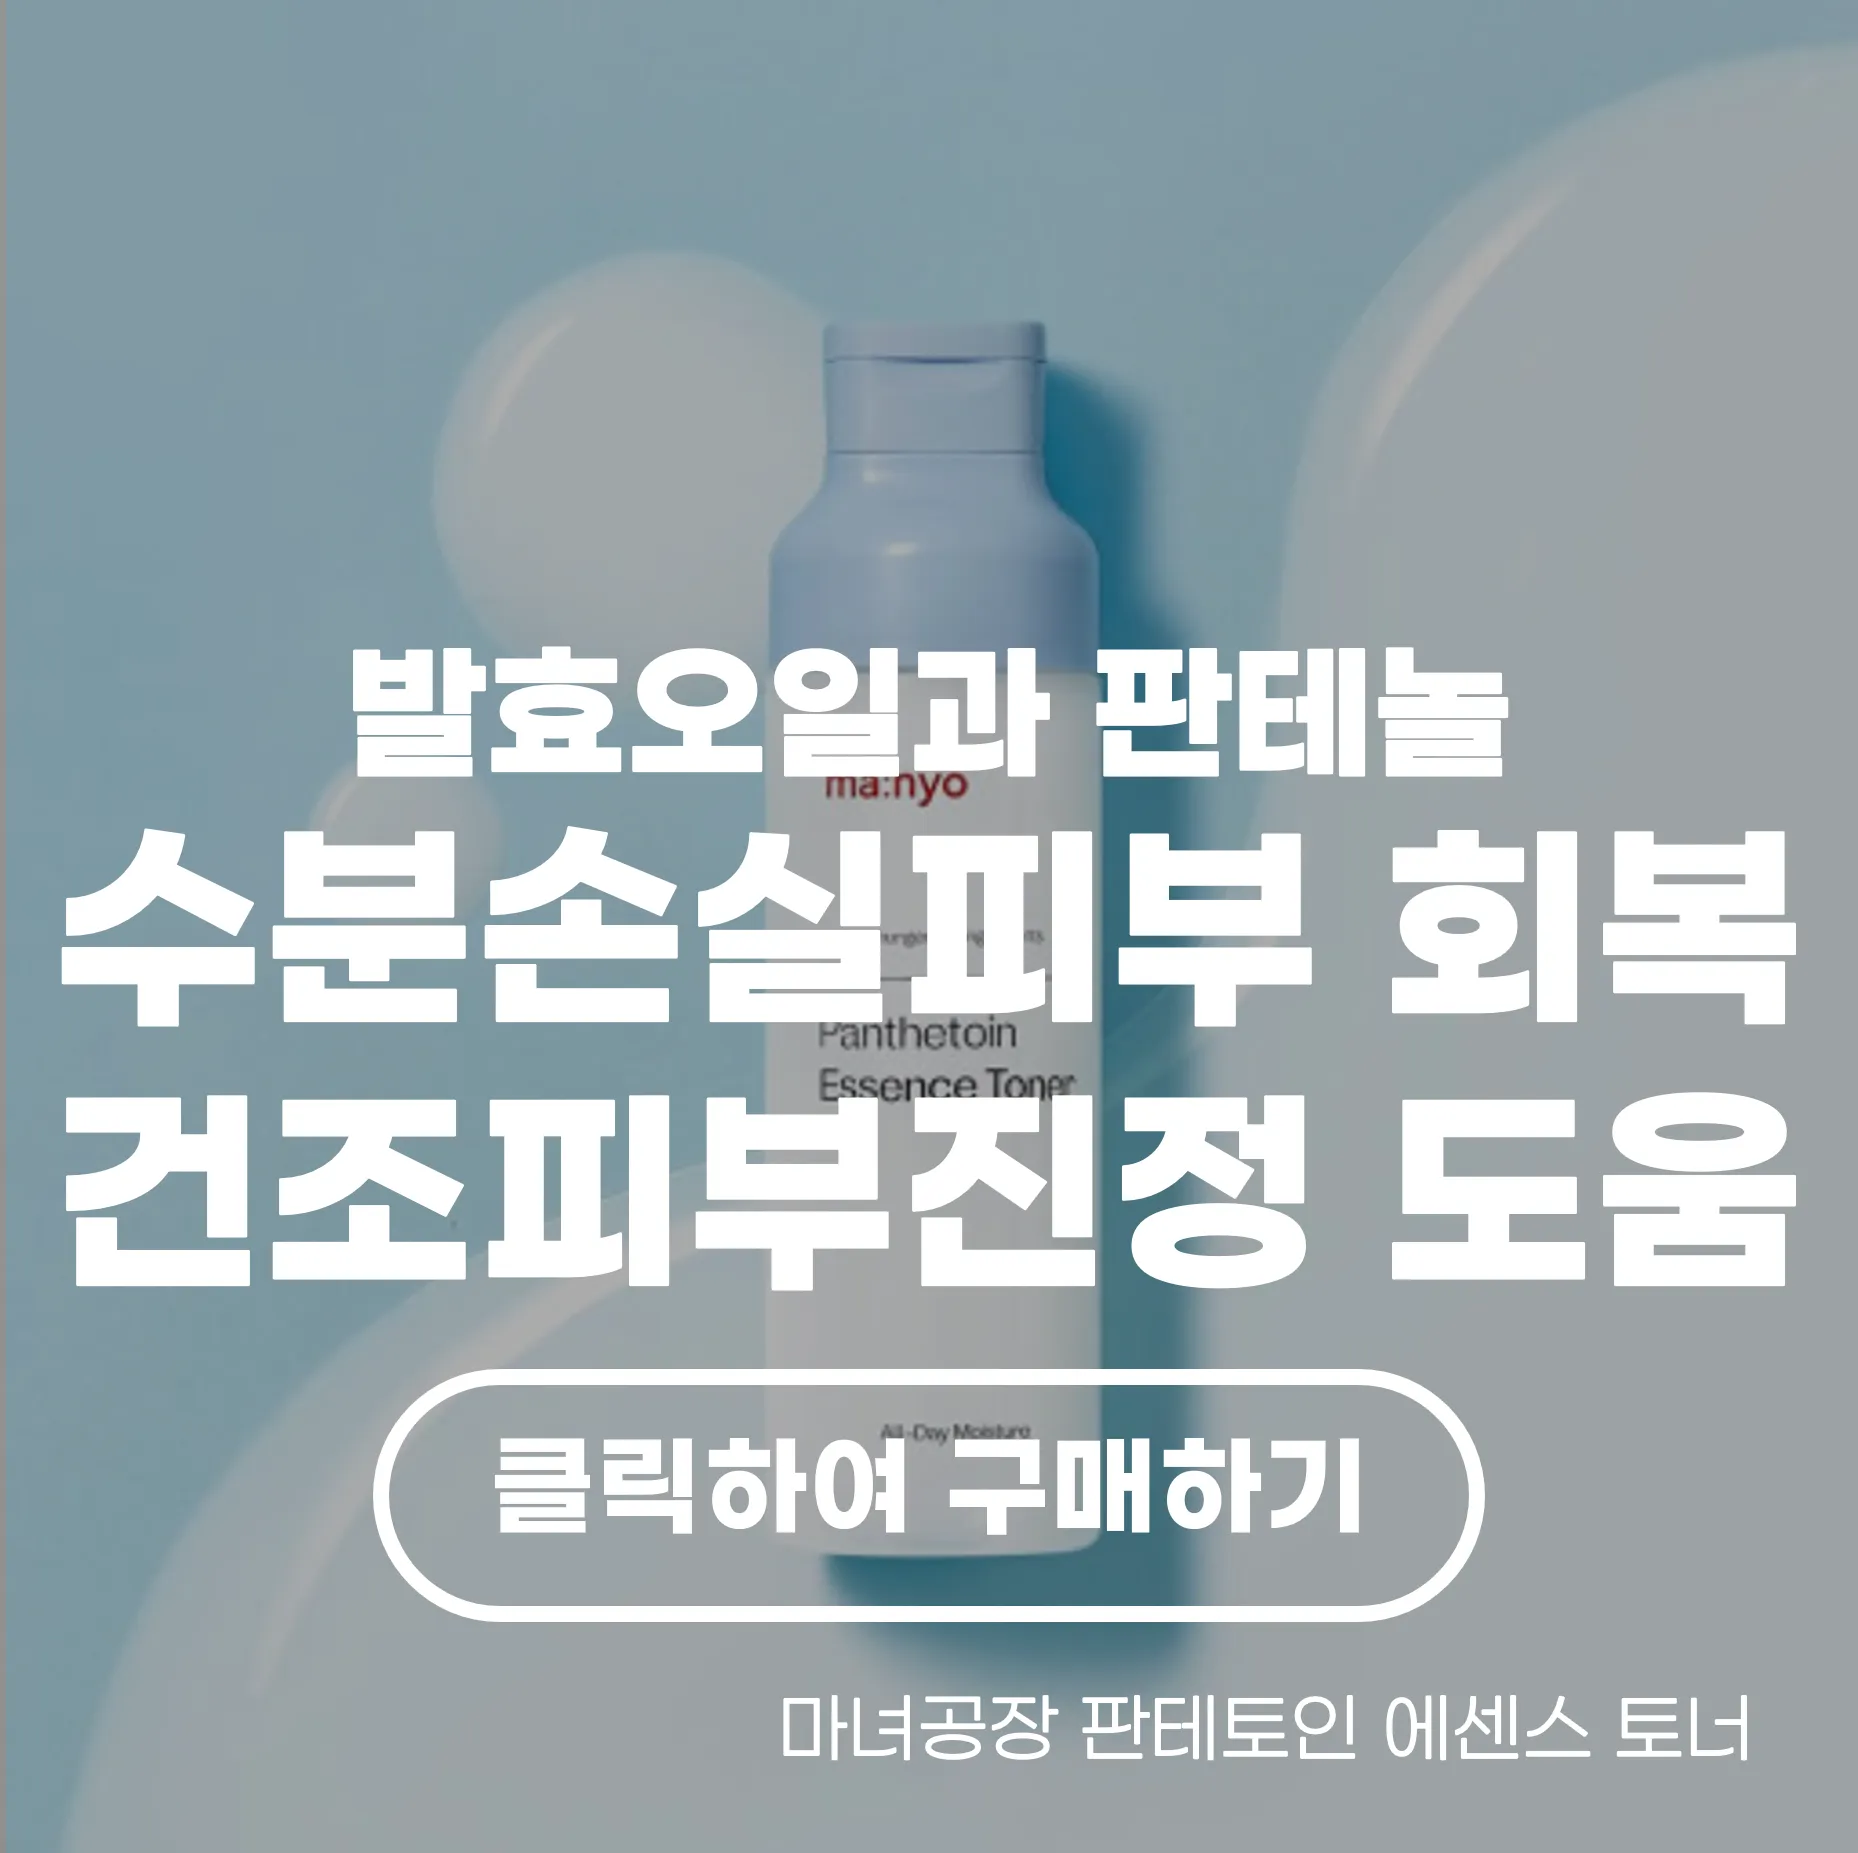 발효오일과 판테놀
ma:nyo
수분손실피부 회복
Panthetoin
Essence Toner
건조피부진정 도움
All-Day Moisture
클릭하여 구매하기
마녀공장 판테토인 에센스 토너